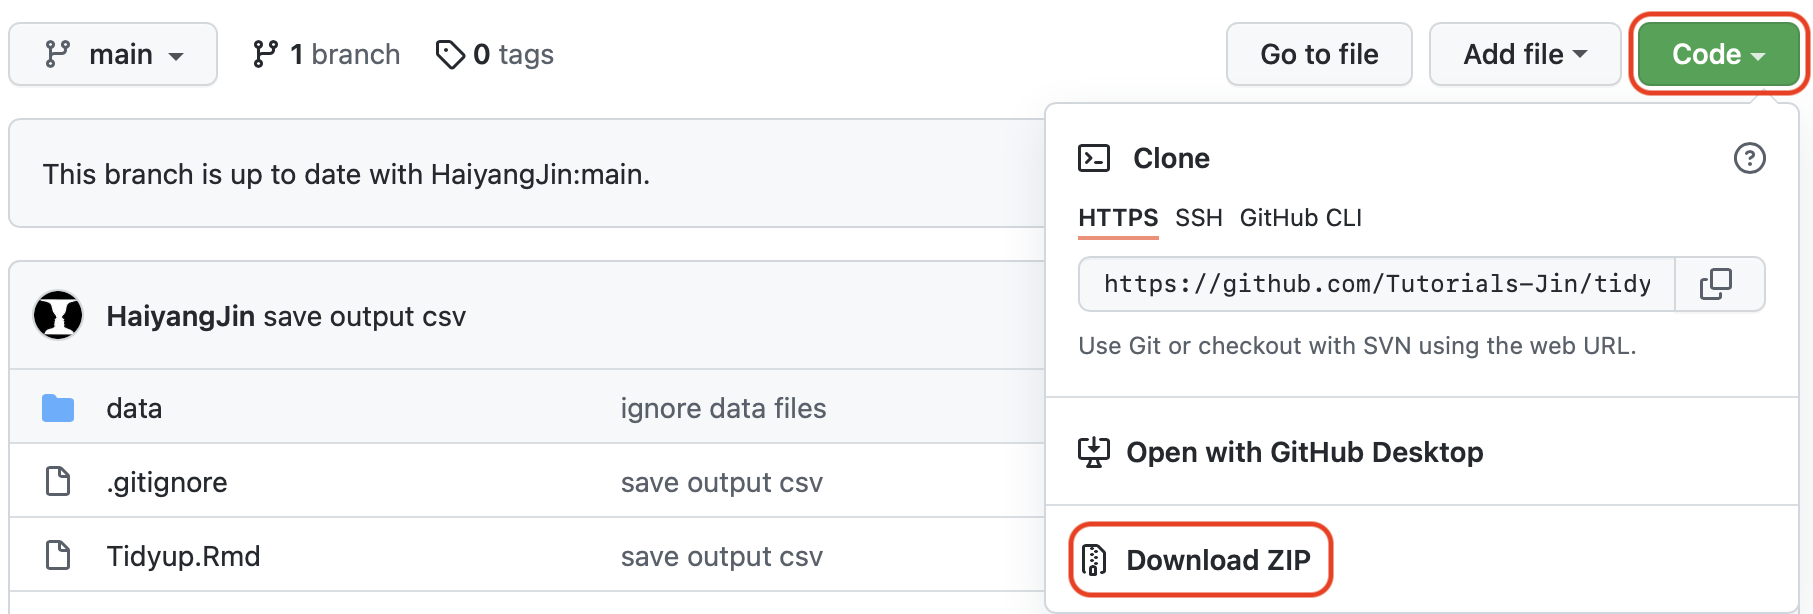 main 1 branch 0 tags Go to file Add file Code
This branch is up to date with HaiyangJin:main.
Clone
HTTPS SSH GitHub CLI
https://github.com/Tutorials-Jin/tidy
Use Git or checkout with SVN using the web URL.
HaiyangJin save output csv
data ignore data files
Open with GitHub Desktop
.gitignore save output csv
Tidyup.Rmd save output csv
Download ZIP